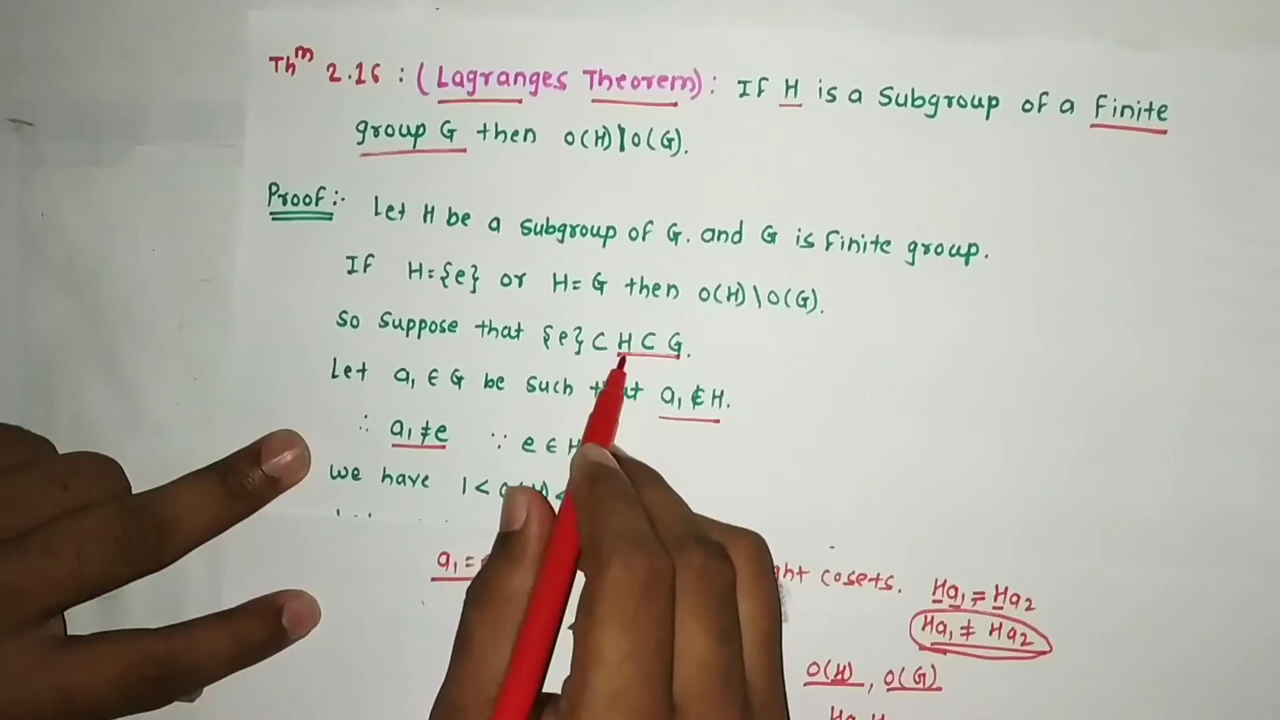 Thm 2.16 : (Lagranges Theorem) : If H is a subgroup of a Finite
group G then O(H)\O(G).
Proof :- Let H be a subgroup of G. and G is finite group.
If H={e} or H=G then O(H)\O(G).
So suppose that {e}⊂H⊂G.
Let a₁∈G be such that a₁∉H.
∴ a₁≠e ∵ e∈H
We have 1<
a₁= cosets. Ha₁=Ha₂
Ha₁≠Ha₂
O(H), O(G)